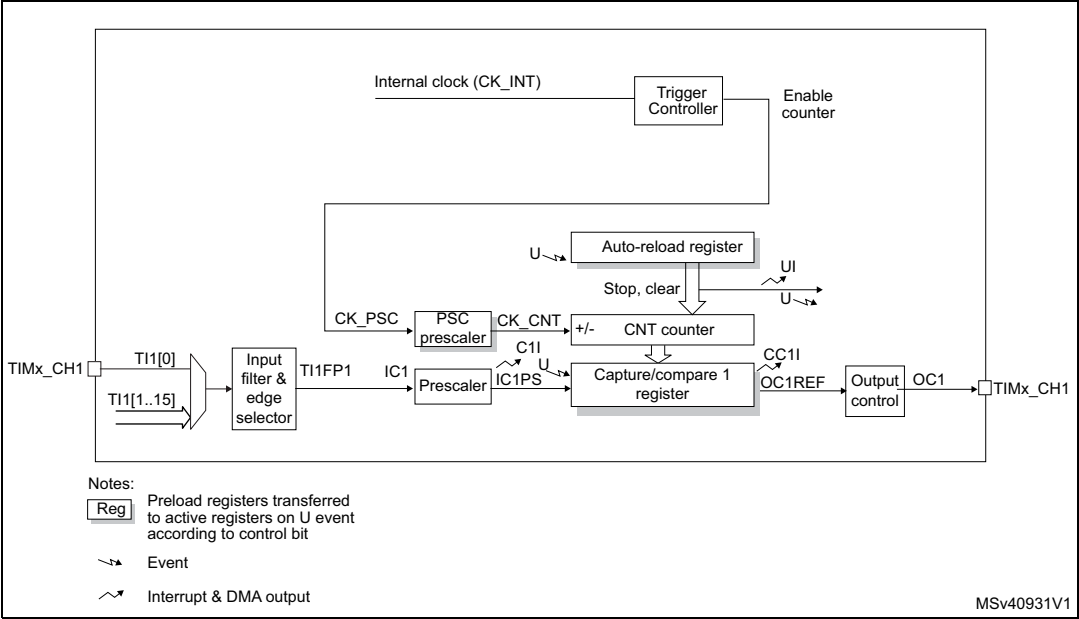 Internal clock (CK_INT)
Trigger
Controller
Enable
counter
U
Auto-reload register
UI
Stop, clear
U
CK_PSC
PSC
prescaler
CK_CNT
+/-
CNT counter
TIMx_CH1
TI1[0]
TI1[1..15]
Input
filter &
edge
selector
TI1FP1
IC1
Prescaler
C1I
IC1PS
U
Capture/compare 1
register
CC1I
OC1REF
Output
control
OC1
TIMx_CH1
Notes:
Reg
Preload registers transferred
to active registers on U event
according to control bit
Event
Interrupt & DMA output
MSv40931V1